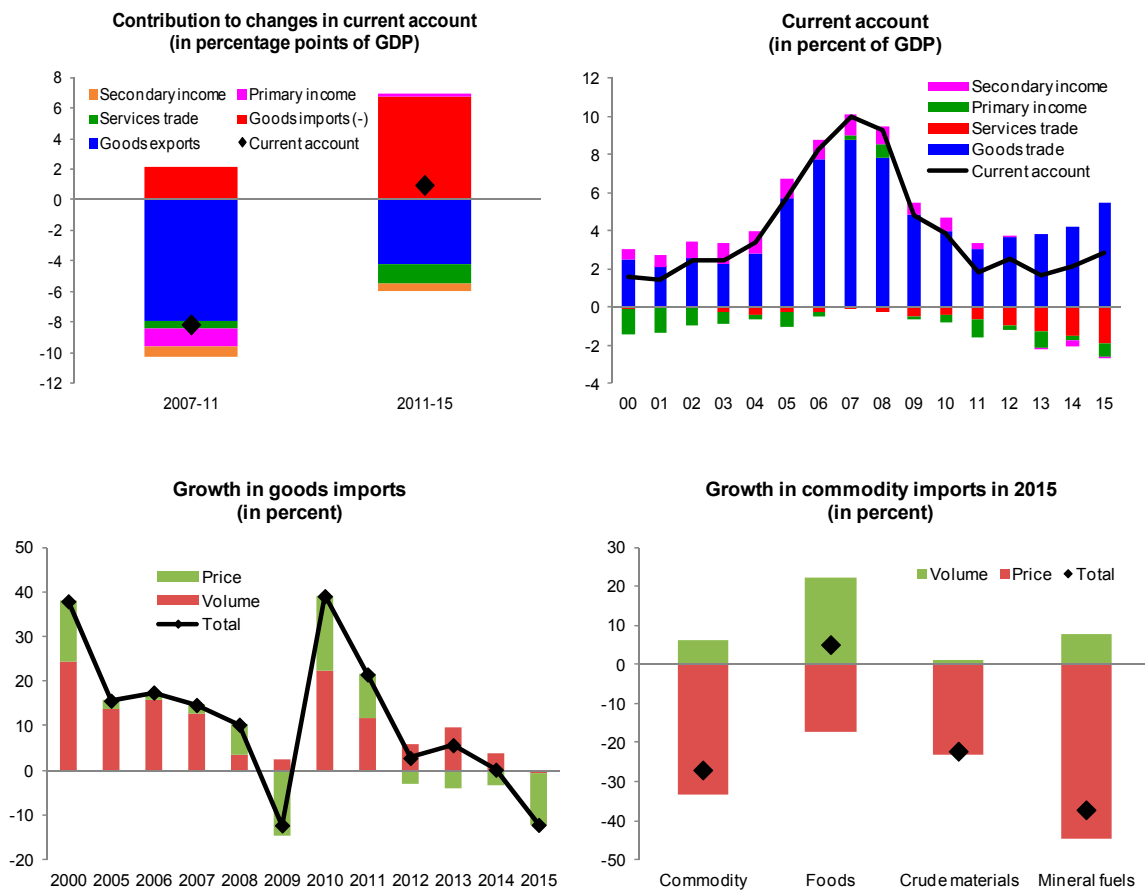 Contribution to changes in current account
(in percentage points of GDP)
8
6
4
2
0
-2
-4
-6
-8
-10
-12
Secondary income
Primary income
Services trade
Goods imports (-)
Goods exports
Current account
2007-11
2011-15
Current account
(in percent of GDP)
12
10
8
6
4
2
0
-2
-4
Secondary income
Primary income
Services trade
Goods trade
Current account
00 01 02 03 04 05 06 07 08 09 10 11 12 13 14 15
Growth in goods imports
(in percent)
50
40
30
20
10
0
-10
-20
Price
Volume
Total
2000 2005 2006 2007 2008 2009 2010 2011 2012 2013 2014 2015
Growth in commodity imports in 2015
(in percent)
30
20
10
0
-10
-20
-30
-40
-50
Volume Price Total
Commodity Foods Crude materials Mineral fuels